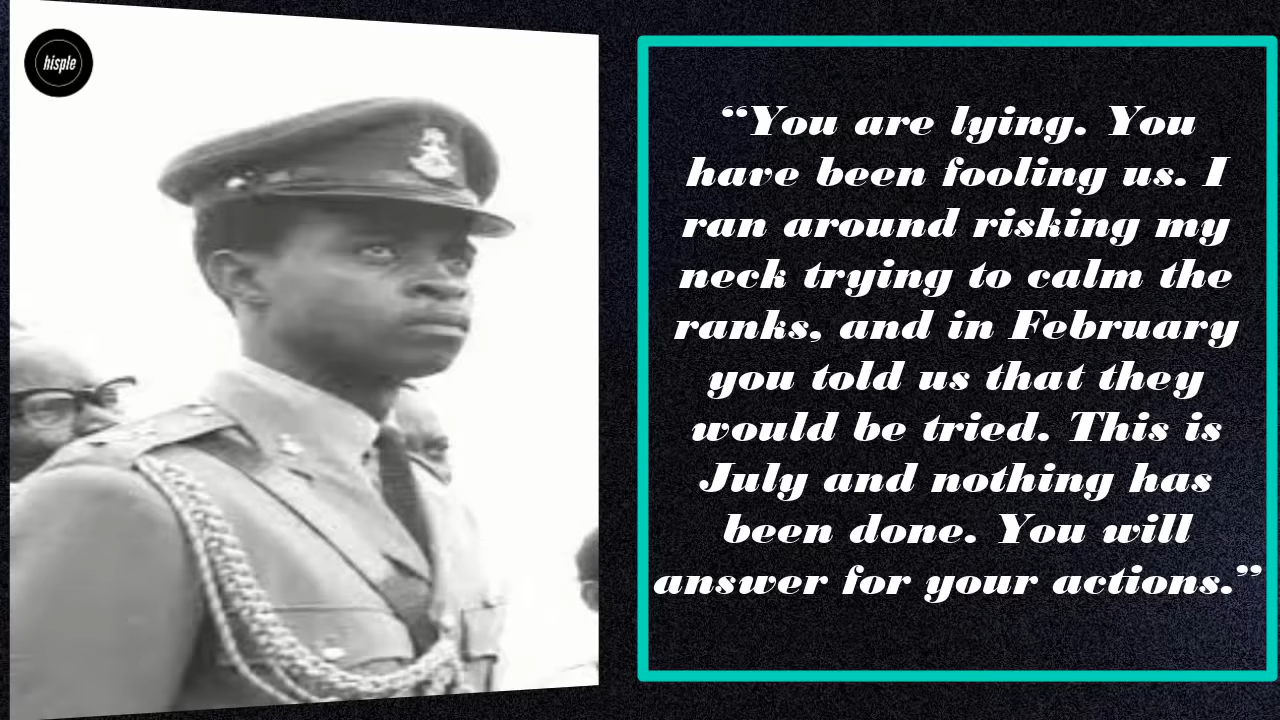 hisple
“You are lying. You
have been fooling us. I
ran around risking my
neck trying to calm the
ranks, and in February
you told us that they
would be tried. This is
July and nothing has
been done. You will
answer for your actions.”